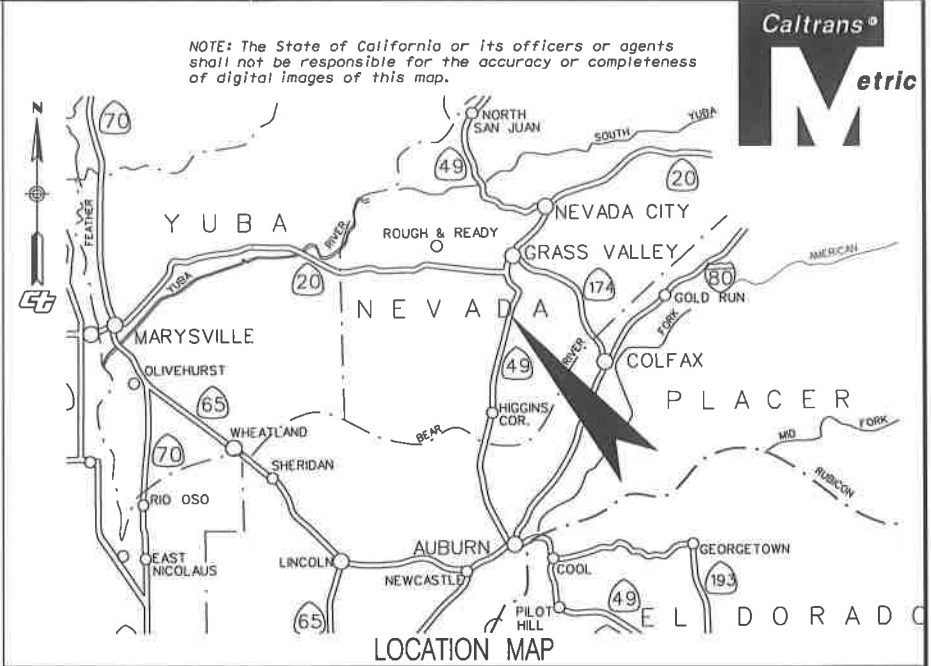 Caltrans®
Metric
NOTE: The State of California or its officers or agents
shall not be responsible for the accuracy or completeness
of digital images of this map.
N
70
NORTH
SAN JUAN
SOUTH
YUBA
49
20
FEATHER
YUBA
ROUGH & READY
RIVER
NEVADA CITY
GRASS VALLEY
AMERICAN
YUBA
20
174
80
GOLD RUN
NEVADA
FORK
ct
MARYSVILLE
RIVER
COLFAX
OLIVEHURST
49
65
HIGGINS
COR.
PLACER
BEAR
WHEATLAND
MID
FORK
70
SHERIDAN
RUBICON
RIO OSO
AUBURN
GEORGETOWN
EAST
NICOLAUS
LINCOLN
NEWCASTLE
COOL
193
65
PILOT
HILL
49
EL DORADO
LOCATION MAP